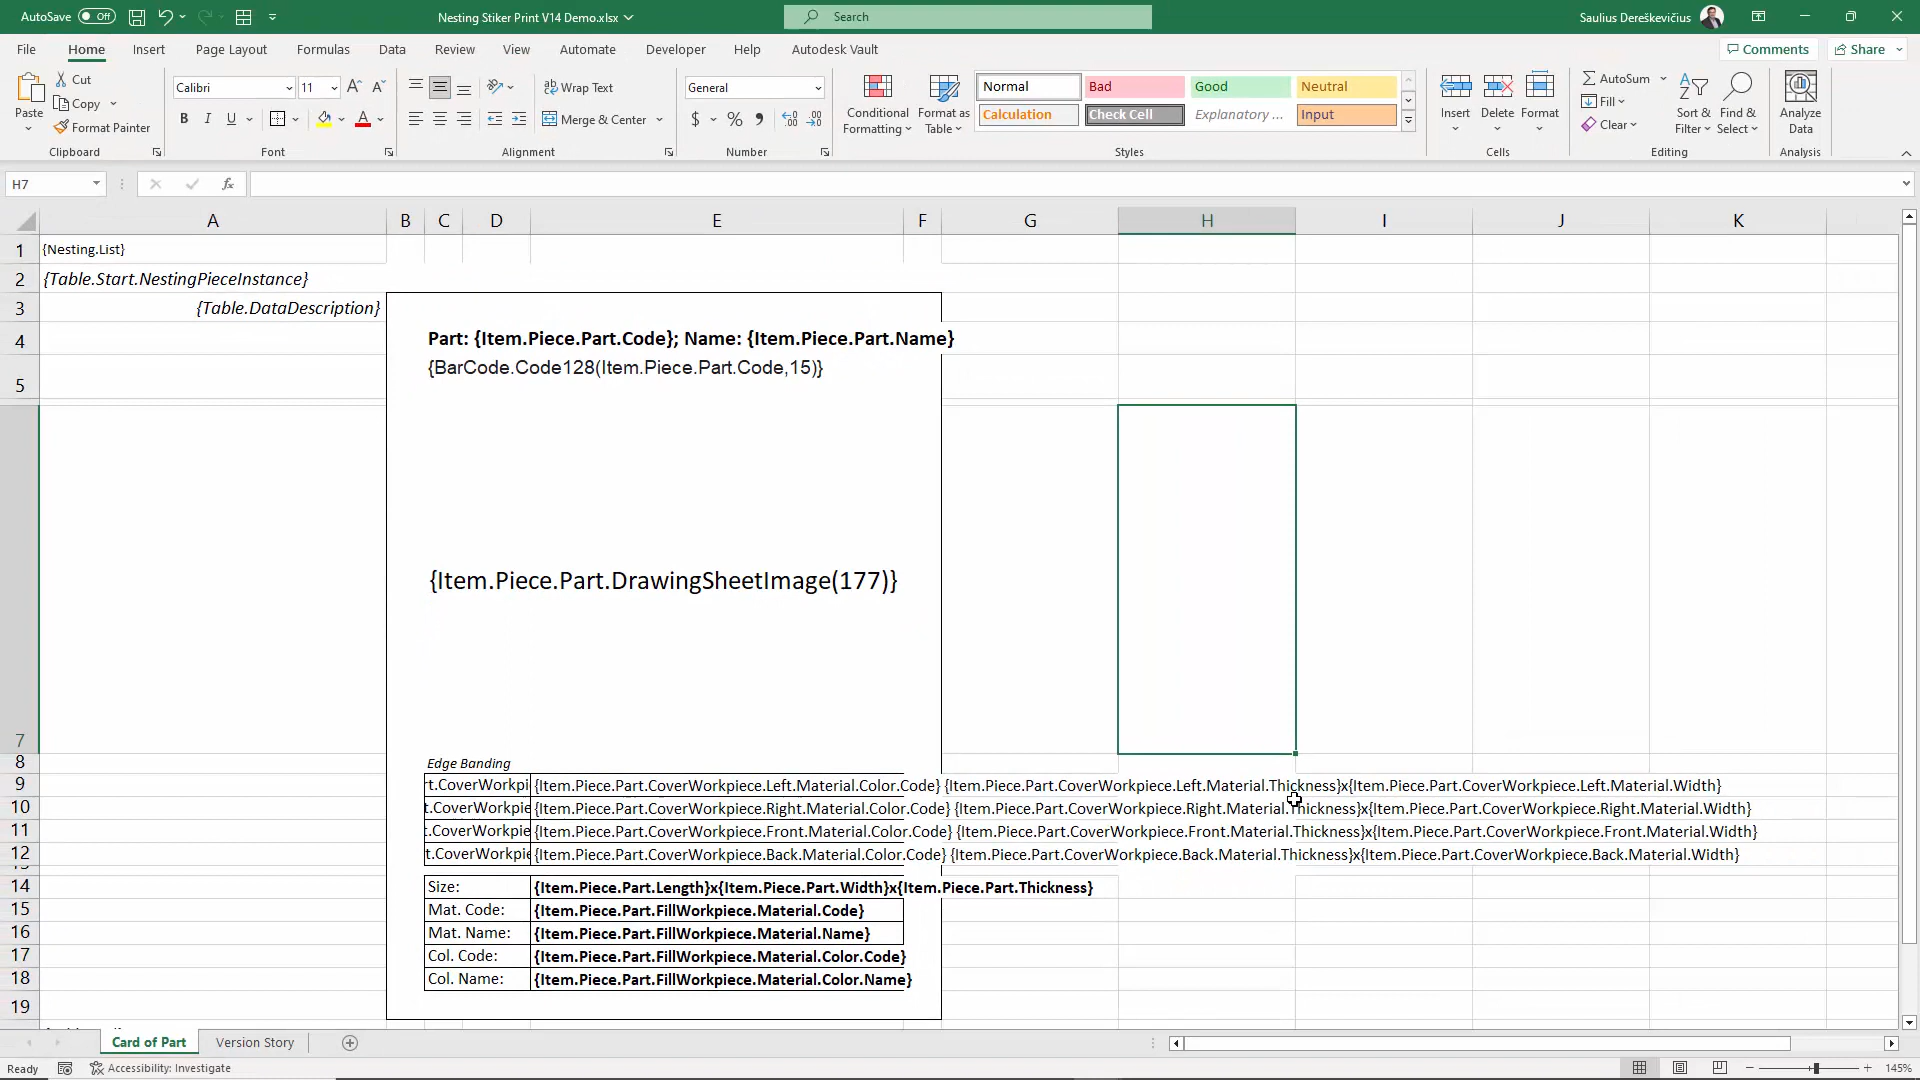 AutoSave Off Nesting Stiker Print V14 Demo.xlsx Search Saulius Dereškevičius
File Home Insert Page Layout Formulas Data Review View Automate Developer Help Autodesk Vault Comments Share
Paste Cut Copy Format Painter
Calibri 11 B I U
Wrap Text Merge & Center
General $ %
Conditional Formatting Format as Table
Normal Bad Good Neutral
Calculation Check Cell Explanatory ... Input
Insert Delete Format
AutoSum Fill Clear Sort & Filter Find & Select
Analyze Data
Clipboard Font Alignment Number Styles Cells Editing Analysis
H7 fx
A B C D E F G H I J K
1 {Nesting.List}
2 {Table.Start.NestingPieceInstance}
3 {Table.DataDescription}
4 Part: {Item.Piece.Part.Code}; Name: {Item.Piece.Part.Name}
5 {BarCode.Code128(Item.Piece.Part.Code,15)}
{Item.Piece.Part.DrawingSheetImage(177)}
7
8 Edge Banding
9 t.CoverWorkpi {Item.Piece.Part.CoverWorkpiece.Left.Material.Color.Code} {Item.Piece.Part.CoverWorkpiece.Left.Material.Thickness}x{Item.Piece.Part.CoverWorkpiece.Left.Material.Width}
10 t.CoverWorkpie {Item.Piece.Part.CoverWorkpiece.Right.Material.Color.Code} {Item.Piece.Part.CoverWorkpiece.Right.Material.Thickness}x{Item.Piece.Part.CoverWorkpiece.Right.Material.Width}
11 t.CoverWorkpie {Item.Piece.Part.CoverWorkpiece.Front.Material.Color.Code} {Item.Piece.Part.CoverWorkpiece.Front.Material.Thickness}x{Item.Piece.Part.CoverWorkpiece.Front.Material.Width}
12 t.CoverWorkpie {Item.Piece.Part.CoverWorkpiece.Back.Material.Color.Code} {Item.Piece.Part.CoverWorkpiece.Back.Material.Thickness}x{Item.Piece.Part.CoverWorkpiece.Back.Material.Width}
14 Size: {Item.Piece.Part.Length}x{Item.Piece.Part.Width}x{Item.Piece.Part.Thickness}
15 Mat. Code: {Item.Piece.Part.FillWorkpiece.Material.Code}
16 Mat. Name: {Item.Piece.Part.FillWorkpiece.Material.Name}
17 Col. Code: {Item.Piece.Part.FillWorkpiece.Material.Color.Code}
18 Col. Name: {Item.Piece.Part.FillWorkpiece.Material.Color.Name}
19
Card of Part Version Story
Ready Accessibility: Investigate 145%